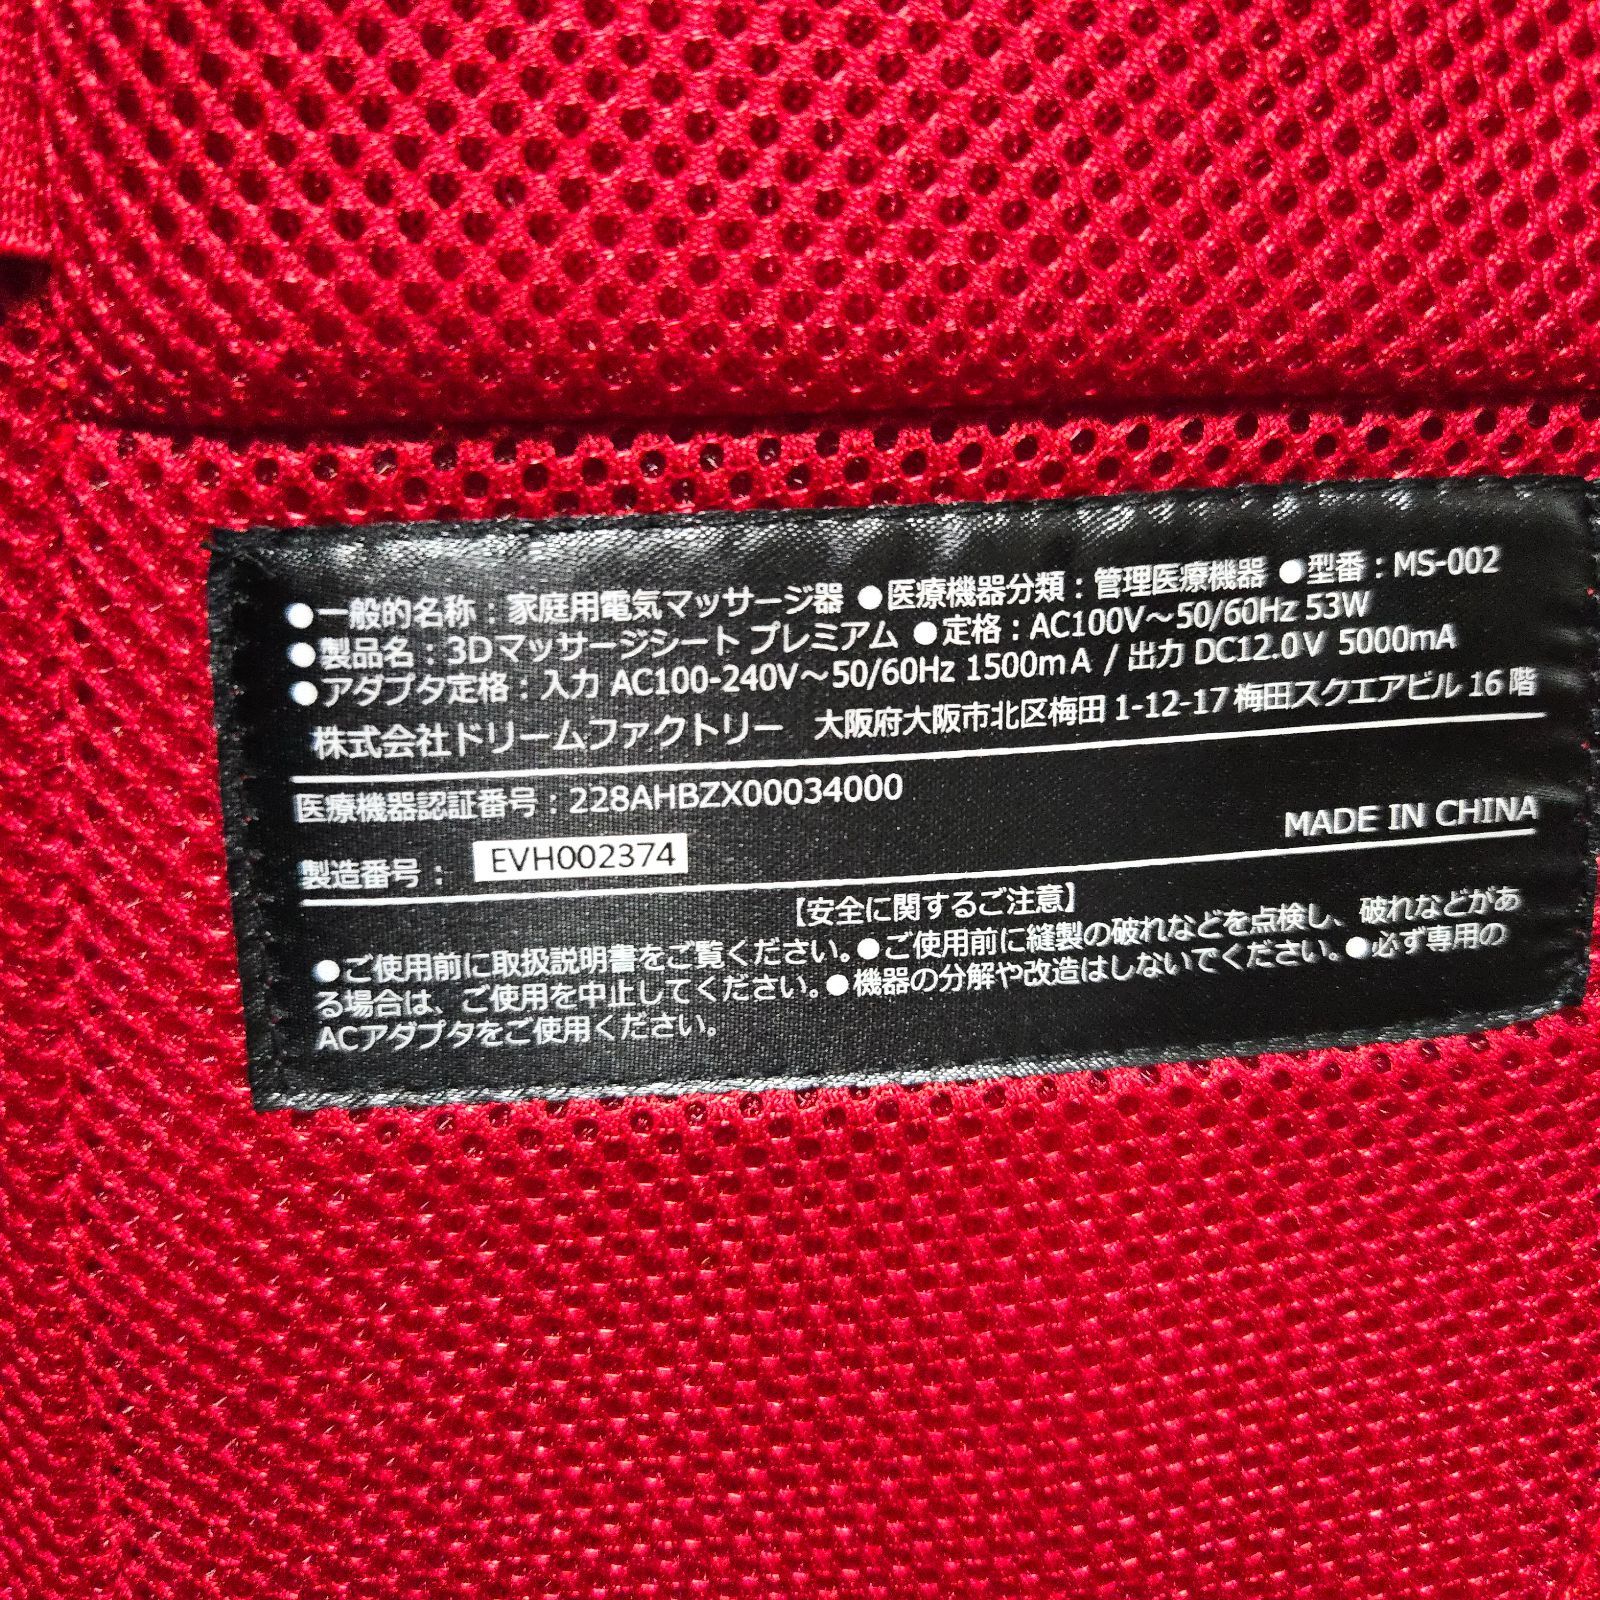 ●一般的名称：家庭用電気マッサージ器 ●医療機器分類：管理医療機器 ●型番：MS-002
●製品名：3Dマッサージシート プレミアム ●定格：AC100V～50/60Hz 53W
●アダプタ定格：入力 AC100-240V～50/60Hz 1500mA / 出力 DC12.0V 5000mA
株式会社ドリームファクトリー 大阪府大阪市北区梅田 1-12-17 梅田スクエアビル 16 階
医療機器認証番号：228AHBZX00034000
MADE IN CHINA
製造番号： EVH002374
【安全に関するご注意】
●ご使用前に取扱説明書をご覧ください。●ご使用前に縫製の破れなどを点検し、破れなどがあ
る場合は、ご使用を中止してください。●機器の分解や改造はしないでください。●必ず専用の
ACアダプタをご使用ください。